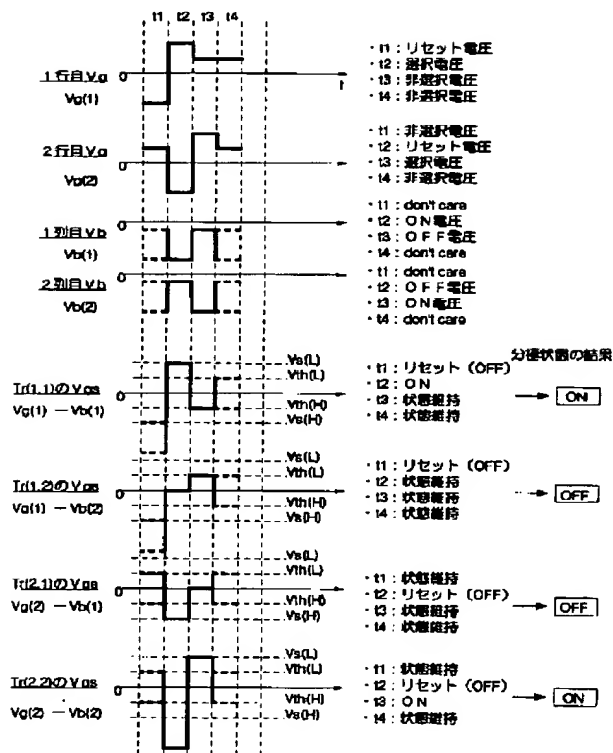 t1 t2 t3 t4
1行目Vg 0
Vg(1)
t
・t1：リセット電圧
・t2：選択電圧
・t3：非選択電圧
・t4：非選択電圧
2行目Vg 0
Vg(2)
・t1：非選択電圧
・t2：リセット電圧
・t3：選択電圧
・t4：非選択電圧
1列目Vb 0
Vb(1)
・t1：don't care
・t2：ON電圧
・t3：OFF電圧
・t4：don't care
2列目Vb 0
Vb(2)
・t1：don't care
・t2：OFF電圧
・t3：ON電圧
・t4：don't care
分極状態の結果
Tr(1,1)のVgs 0
Vg(1) －Vb(1)
Vs(L)
Vth(L)
Vth(H)
Vs(H)
・t1：リセット（OFF）
・t2：ON
・t3：状態維持
・t4：状態維持
ON
Tr(1,2)のVgs 0
Vg(1) －Vb(2)
Vs(L)
Vth(L)
Vth(H)
Vs(H)
・t1：リセット（OFF）
・t2：状態維持
・t3：状態維持
・t4：状態維持
OFF
Tr(2,1)のVgs 0
Vg(2) －Vb(1)
Vs(L)
Vth(L)
Vth(H)
Vs(H)
・t1：状態維持
・t2：リセット（OFF）
・t3：状態維持
・t4：状態維持
OFF
Tr(2,2)のVgs 0
Vg(2) －Vb(2)
Vs(L)
Vth(L)
Vth(H)
Vs(H)
・t1：状態維持
・t2：リセット（OFF）
・t3：ON
・t4：状態維持
ON